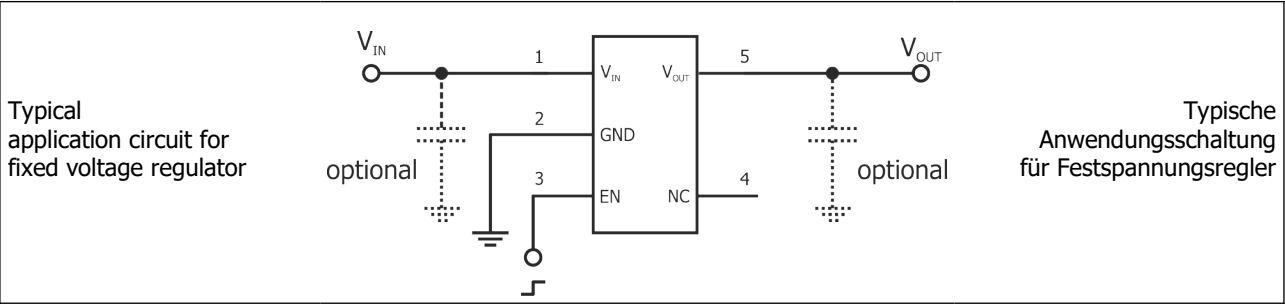 Typical
application circuit for
fixed voltage regulator
V_IN
1
2
3
optional
V_IN
V_OUT
GND
EN
NC
5
4
V_OUT
optional
Typische
Anwendungsschaltung
für Festspannungsregler